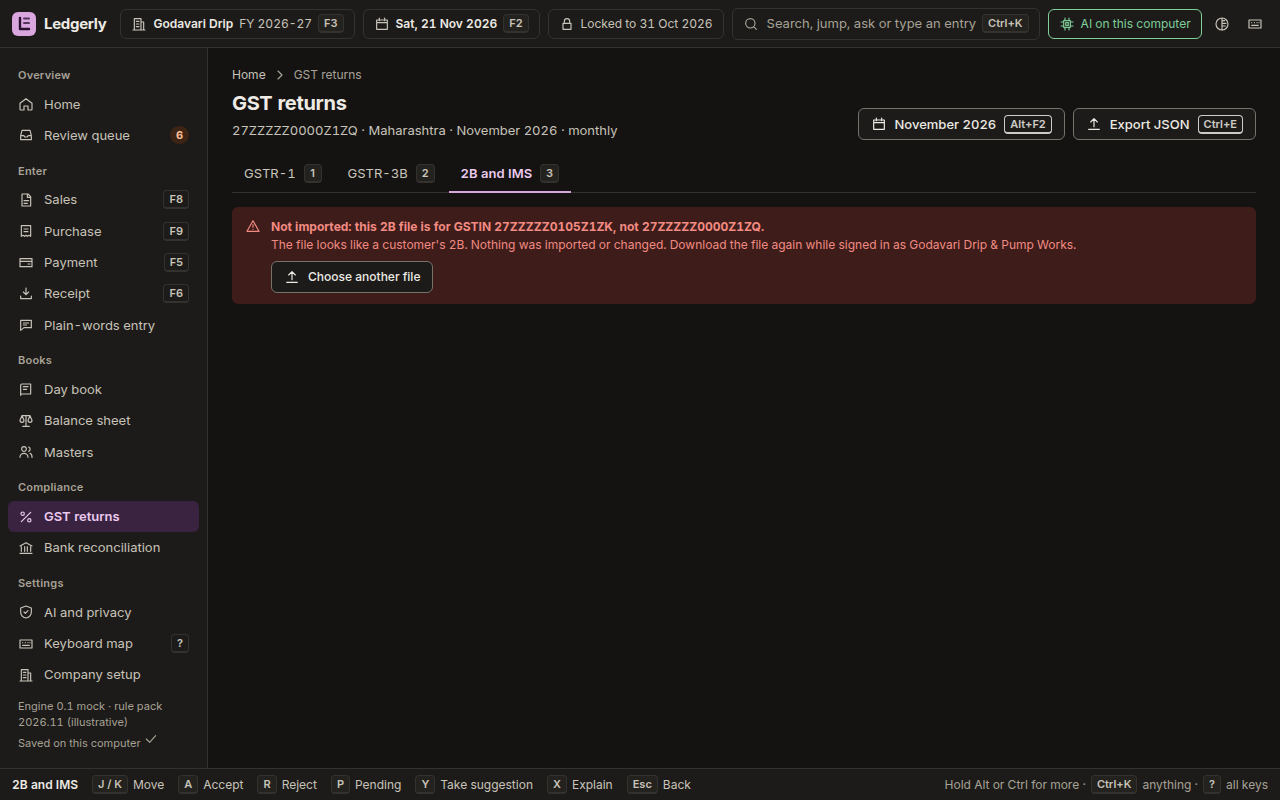 Ledgerly
Godavari Drip FY 2026-27 F3
Sat, 21 Nov 2026 F2
Locked to 31 Oct 2026
Search, jump, ask or type an entry Ctrl+K
AI on this computer
Overview
Home
Review queue 6
Enter
Sales F8
Purchase F9
Payment F5
Receipt F6
Plain-words entry
Books
Day book
Balance sheet
Masters
Compliance
GST returns
Bank reconciliation
Settings
AI and privacy
Keyboard map ?
Company setup
Engine 0.1 mock · rule pack
2026.11 (illustrative)
Saved on this computer
Home > GST returns
GST returns
27ZZZZZ0000Z1ZQ · Maharashtra · November 2026 · monthly
November 2026 Alt+F2
Export JSON Ctrl+E
GSTR-1 1
GSTR-3B 2
2B and IMS 3
Not imported: this 2B file is for GSTIN 27ZZZZZ0105Z1ZK, not 27ZZZZZ0000Z1ZQ.
The file looks like a customer's 2B. Nothing was imported or changed. Download the file again while signed in as Godavari Drip & Pump Works.
Choose another file
2B and IMS J / K Move A Accept R Reject P Pending Y Take suggestion X Explain Esc Back
Hold Alt or Ctrl for more · Ctrl+K anything · ? all keys